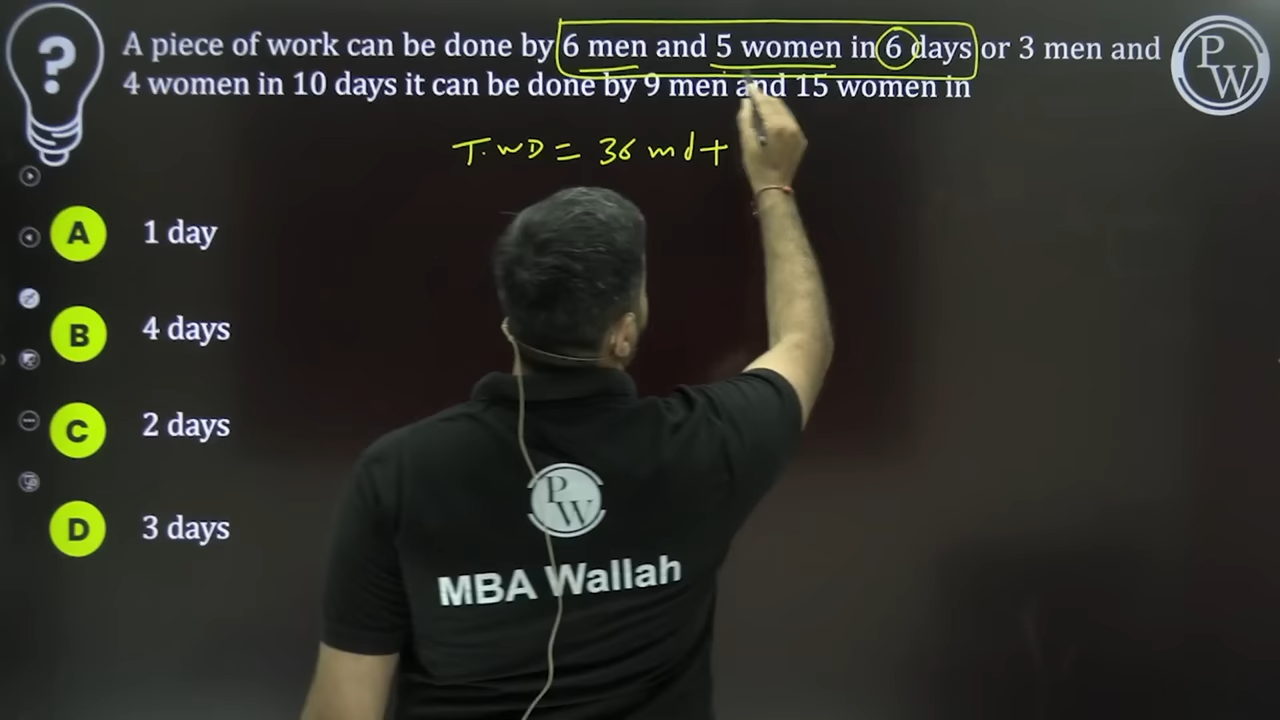 A piece of work can be done by 6 men and 5 women in 6 days or 3 men and
4 women in 10 days it can be done by 9 men and 15 women in
T.WD = 36 md +
A 1 day
B 4 days
C 2 days
D 3 days
?
PW
PW
MBA Wallah